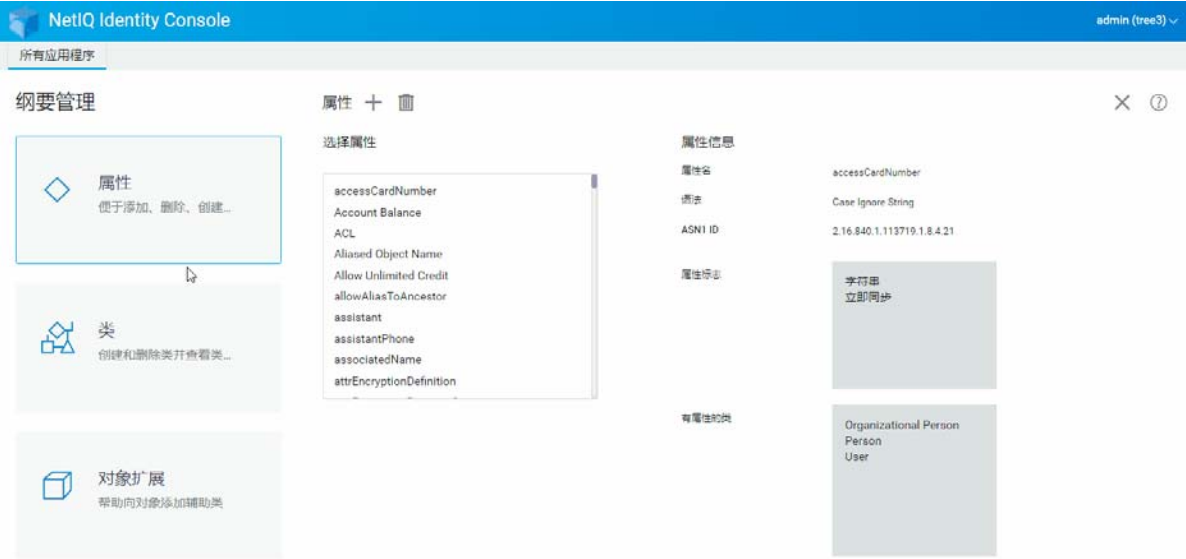 NetIQ Identity Console
admin (tree3)
所有应用程序
纲要管理
属性
便于添加、删除、创建...
类
创建和删除类并查看类...
对象扩展
帮助向对象添加辅助类
属性
选择属性
accessCardNumber
Account Balance
ACL
Aliased Object Name
Allow Unlimited Credit
allowAliasToAncestor
assistant
assistantPhone
associatedName
attrEncryptionDefinition
属性信息
属性名 accessCardNumber
语法 Case Ignore String
ASN1 ID 2.16.840.1.113719.1.8.4.21
属性标志
字符串
立即同步
有属性的类
Organizational Person
Person
User